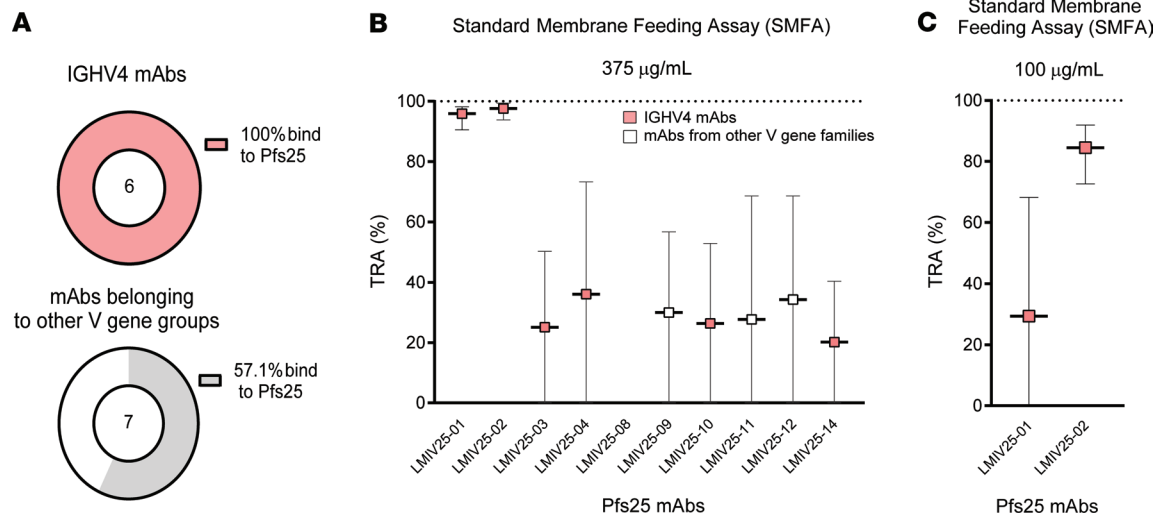 A
IGHV4 mAbs
6
100% bind
to Pfs25
mAbs belonging
to other V gene groups
7
57.1% bind
to Pfs25
B
Standard Membrane Feeding Assay (SMFA)
375 µg/mL
IGHV4 mAbs
mAbs from other V gene families
TRA (%)
100
80
60
40
20
0
LMIV25-01
LMIV25-02
LMIV25-03
LMIV25-04
LMIV25-08
LMIV25-09
LMIV25-10
LMIV25-11
LMIV25-12
LMIV25-14
Pfs25 mAbs
C
Standard Membrane
Feeding Assay (SMFA)
100 µg/mL
TRA (%)
100
80
60
40
20
0
LMIV25-01
LMIV25-02
Pfs25 mAbs